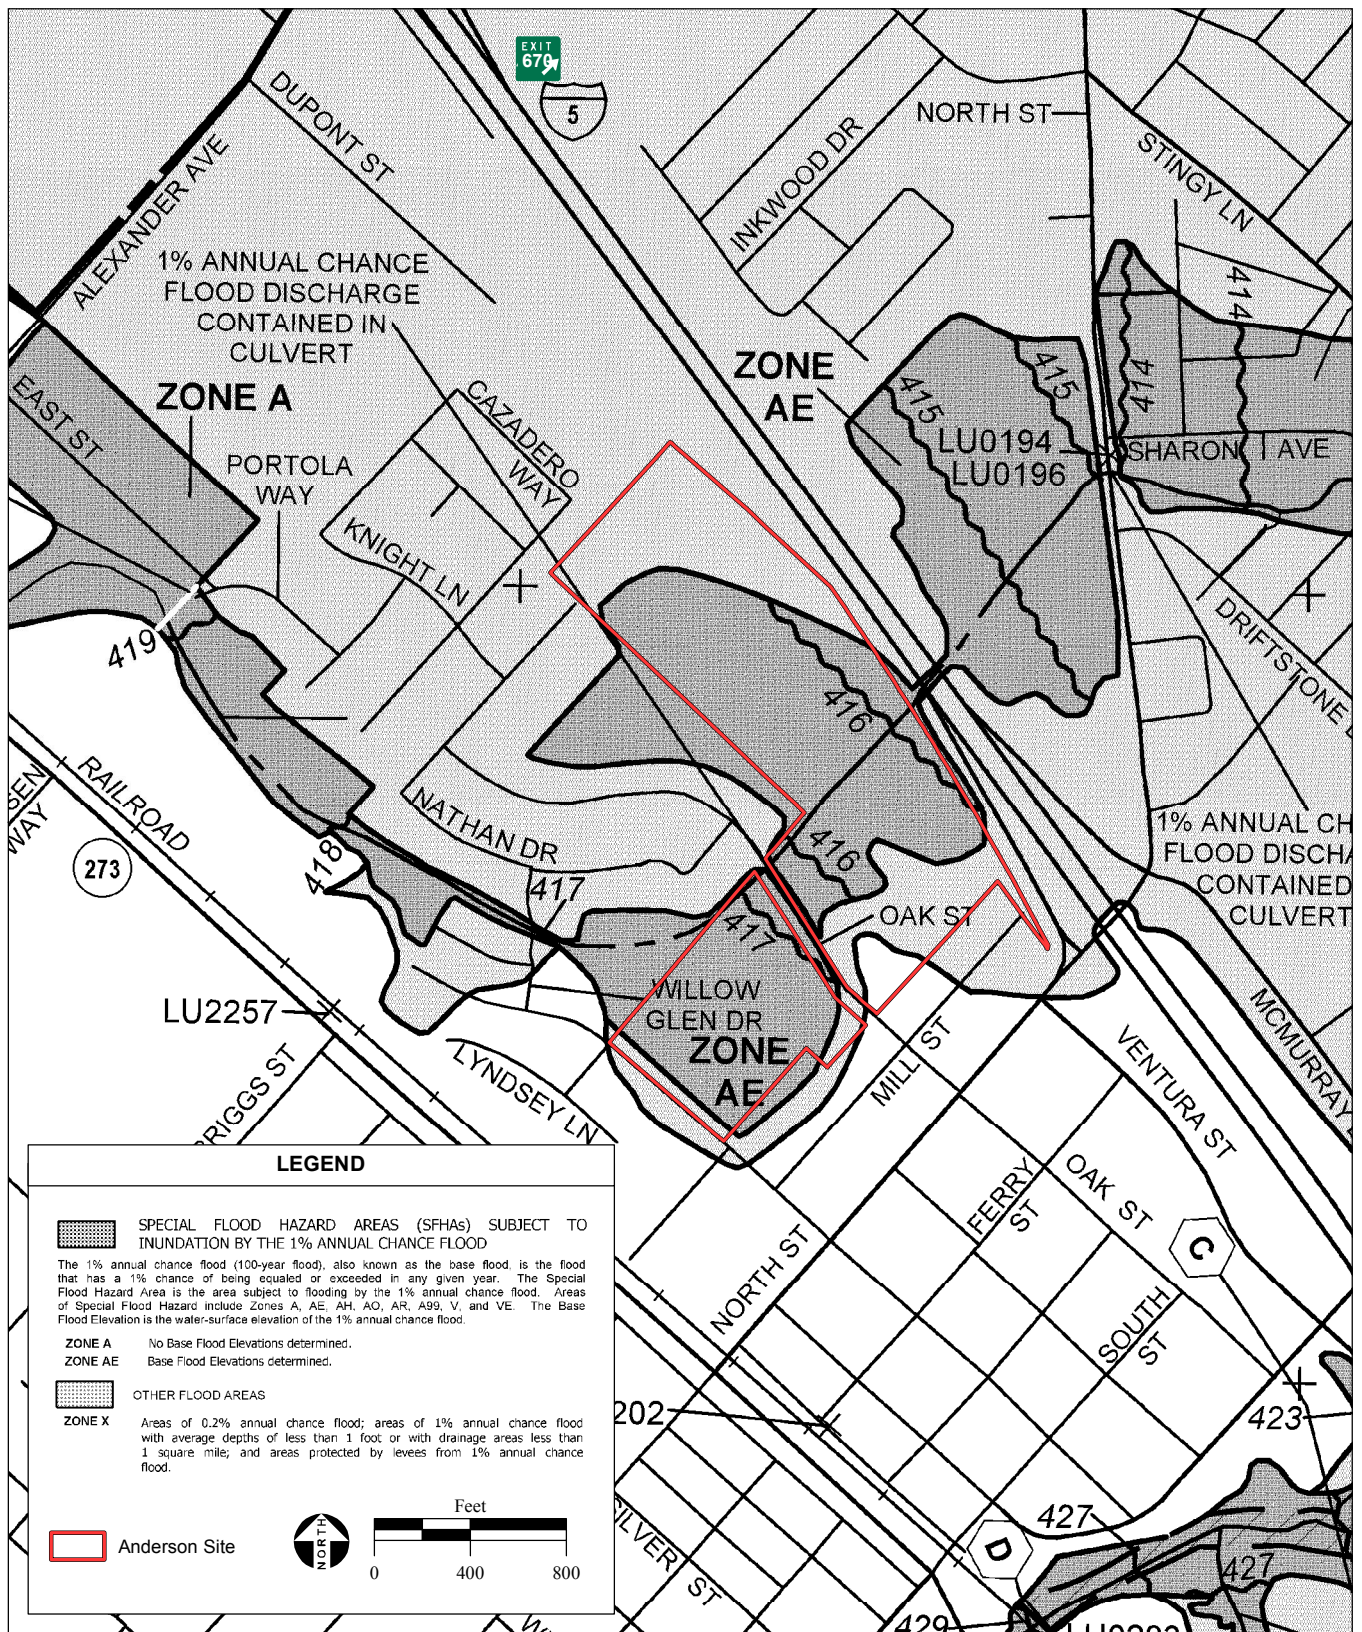 EXIT
670
5
DUPONT ST
NORTH ST
INKWOOD DR
STINGY LN
ALEXANDER AVE
1% ANNUAL CHANCE
FLOOD DISCHARGE
CONTAINED IN
CULVERT
414
414
ZONE
AE
415
415
EAST ST
ZONE A
CAZADERO
WAY
LU0194
LU0196
SHARON AVE
PORTOLA
WAY
KNIGHT LN
DRIFTSTONE
419
416
RAILROAD
WAY
273
NATHAN DR
418
417
416
1% ANNUAL CH
FLOOD DISCHA
CONTAINED
CULVERT
OAK ST
417
WILLOW
GLEN DR
ZONE
AE
LU2257
LYNDSEY LN
MILL ST
VENTURA ST
MCMURRAY
BRIGGS ST
FERRY
ST
OAK ST
C
NORTH ST
SOUTH
ST
423
202
427
D
427
SILVER ST
429
LEGEND
SPECIAL FLOOD HAZARD AREAS (SFHAs) SUBJECT TO
INUNDATION BY THE 1% ANNUAL CHANCE FLOOD
The 1% annual chance flood (100-year flood), also known as the base flood, is the flood
that has a 1% chance of being equaled or exceeded in any given year. The Special
Flood Hazard Area is the area subject to flooding by the 1% annual chance flood. Areas
of Special Flood Hazard include Zones A, AE, AH, AO, AR, A99, V, and VE. The Base
Flood Elevation is the water-surface elevation of the 1% annual chance flood.
ZONE A No Base Flood Elevations determined.
ZONE AE Base Flood Elevations determined.
OTHER FLOOD AREAS
ZONE X Areas of 0.2% annual chance flood; areas of 1% annual chance flood
with average depths of less than 1 foot or with drainage areas less than
1 square mile; and areas protected by levees from 1% annual chance
flood.
Anderson Site
NORTH
Feet
0 400 800